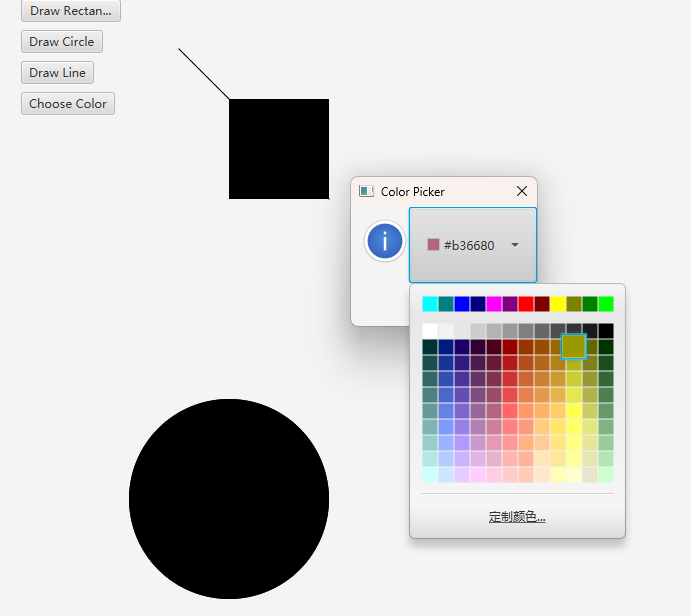 Draw Rectan...
Draw Circle
Draw Line
Choose Color
Color Picker
#b36680
定制颜色...